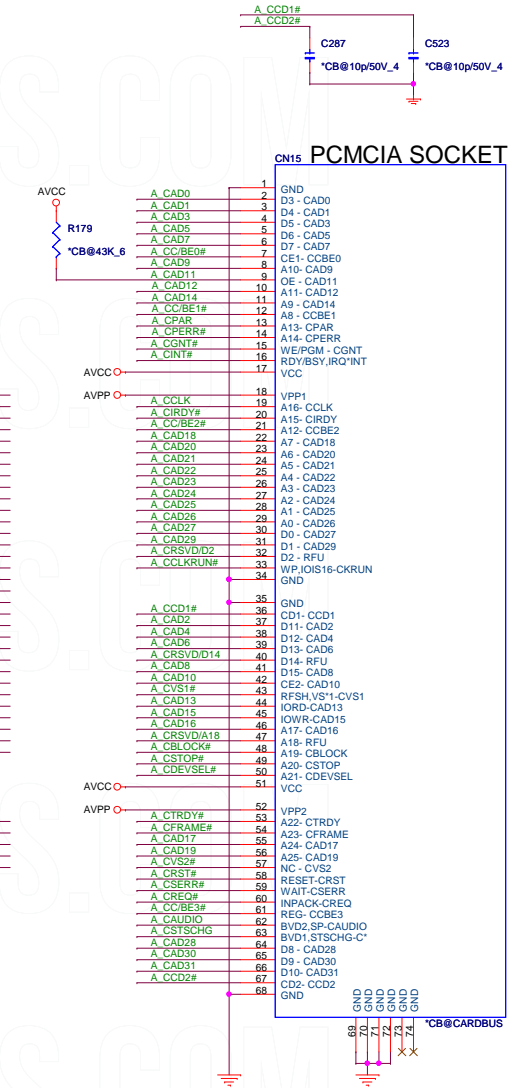 A_CCD1#
A_CCD2#
C287
C523
*CB@10p/50V_4
*CB@10p/50V_4
CN15 PCMCIA SOCKET
AVCC
R179
*CB@43K_6
1 GND
A_CAD0 2 D3 - CAD0
A_CAD1 3 D4 - CAD1
A_CAD3 4 D5 - CAD3
A_CAD5 5 D6 - CAD5
A_CAD7 6 D7 - CAD7
A_CC/BE0# 7 CE1- CCBE0
A_CAD9 8 A10- CAD9
A_CAD11 9 OE - CAD11
A_CAD12 10 A11- CAD12
A_CAD14 11 A9 - CAD14
A_CC/BE1# 12 A8 - CCBE1
A_CPAR 13 A13- CPAR
A_CPERR# 14 A14- CPERR
A_CGNT# 15 WE/PGM - CGNT
A_CINT# 16 RDY/BSY,IRQ*INT
AVCC 17 VCC
AVPP 18 VPP1
A_CCLK 19 A16- CCLK
A_CIRDY# 20 A15- CIRDY
A_CC/BE2# 21 A12- CCBE2
A_CAD18 22 A7 - CAD18
A_CAD20 23 A6 - CAD20
A_CAD21 24 A5 - CAD21
A_CAD22 25 A4 - CAD22
A_CAD23 26 A3 - CAD23
A_CAD24 27 A2 - CAD24
A_CAD25 28 A1 - CAD25
A_CAD26 29 A0 - CAD26
A_CAD27 30 D0 - CAD27
A_CAD29 31 D1 - CAD29
A_CRSVD/D2 32 D2 - RFU
A_CCLKRUN# 33 WP,IOIS16-CKRUN
34 GND
35 GND
A_CCD1# 36 CD1- CCD1
A_CAD2 37 D11- CAD2
A_CAD4 38 D12- CAD4
A_CAD6 39 D13- CAD6
A_CRSVD/D14 40 D14- RFU
A_CAD8 41 D15- CAD8
A_CAD10 42 CE2- CAD10
A_CVS1# 43 RFSH,VS*1-CVS1
A_CAD13 44 IORD-CAD13
A_CAD15 45 IOWR-CAD15
A_CAD16 46 A17- CAD16
A_CRSVD/A18 47 A18- RFU
A_CBLOCK# 48 A19- CBLOCK
A_CSTOP# 49 A20- CSTOP
A_CDEVSEL# 50 A21- CDEVSEL
AVCC 51 VCC
AVPP 52 VPP2
A_CTRDY# 53 A22- CTRDY
A_CFRAME# 54 A23- CFRAME
A_CAD17 55 A24- CAD17
A_CAD19 56 A25- CAD19
A_CVS2# 57 NC - CVS2
A_CRST# 58 RESET-CRST
A_CSERR# 59 WAIT-CSERR
A_CREQ# 60 INPACK-CREQ
A_CC/BE3# 61 REG- CCBE3
A_CAUDIO 62 BVD2,SP-CAUDIO
A_CSTSCHG 63 BVD1,STSCHG-C*
A_CAD28 64 D8 - CAD28
A_CAD30 65 D9 - CAD30
A_CAD31 66 D10- CAD31
A_CCD2# 67 CD2- CCD2
68 GND
GND GND GND GND GND GND
69 70 71 72 73 74
*CB@CARDBUS